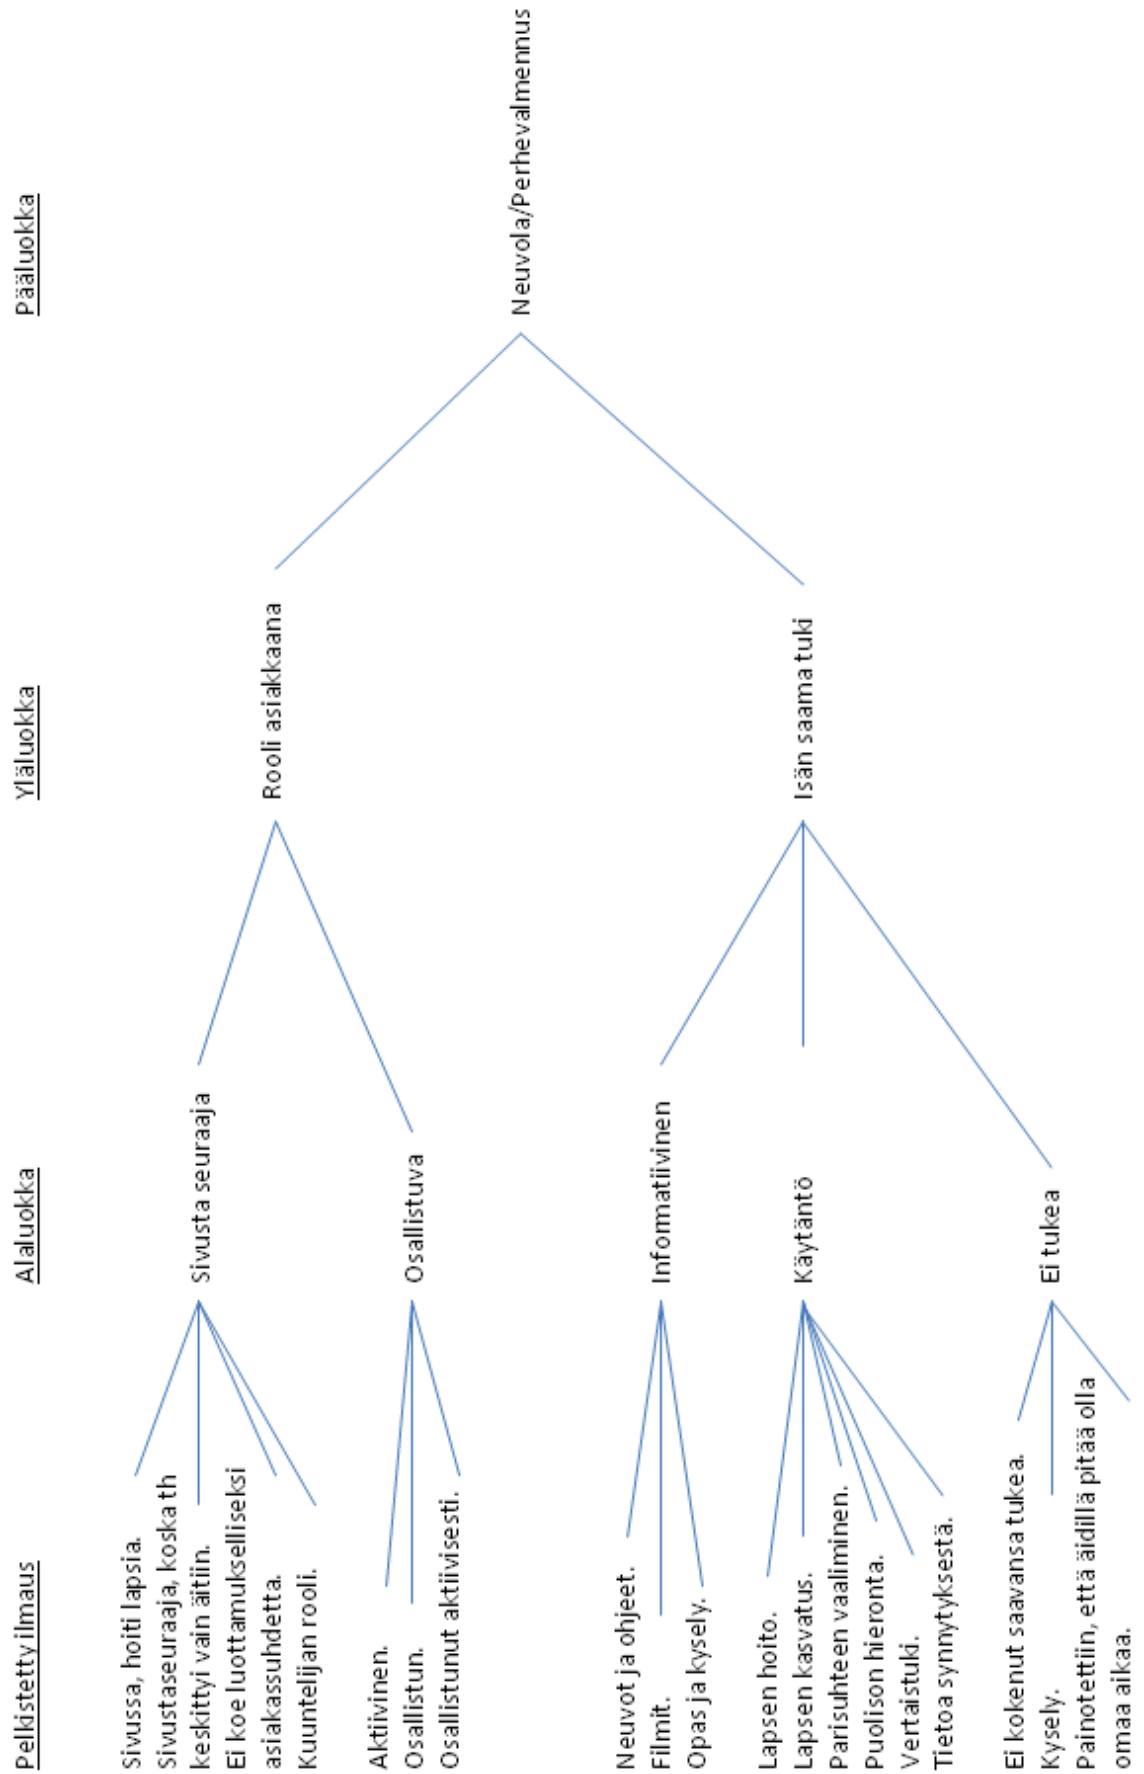 Pelkistetty ilmaus
Alaluokka
Yläluokka
Pääluokka
Sivussa, hoiti lapsia.
Sivustaseuraaja, koska th
keskittyi vain äitiin.
Ei koe luottamukselliseksi
asiakassuhdetta.
Kuuntelijan rooli.
Sivusta seuraaja
Aktiivinen.
Osallistun.
Osallistunut aktiivisesti.
Osallistuva
Rooli asiakkaana
Neuvot ja ohjeet.
Filmit.
Opas ja kysely.
Informatiivinen
Lapsen hoito.
Lapsen kasvatus.
Parisuhteen vaaliminen.
Puolison hieronta.
Vertaistuki.
Tietoa synnytyksestä.
Käytäntö
Ei kokenut saavansa tukea.
Kysely.
Painotettiin, että äidillä pitää olla
omaa aikaa.
Ei tukea
Isän saama tuki
Neuvola/Perhevalmennus